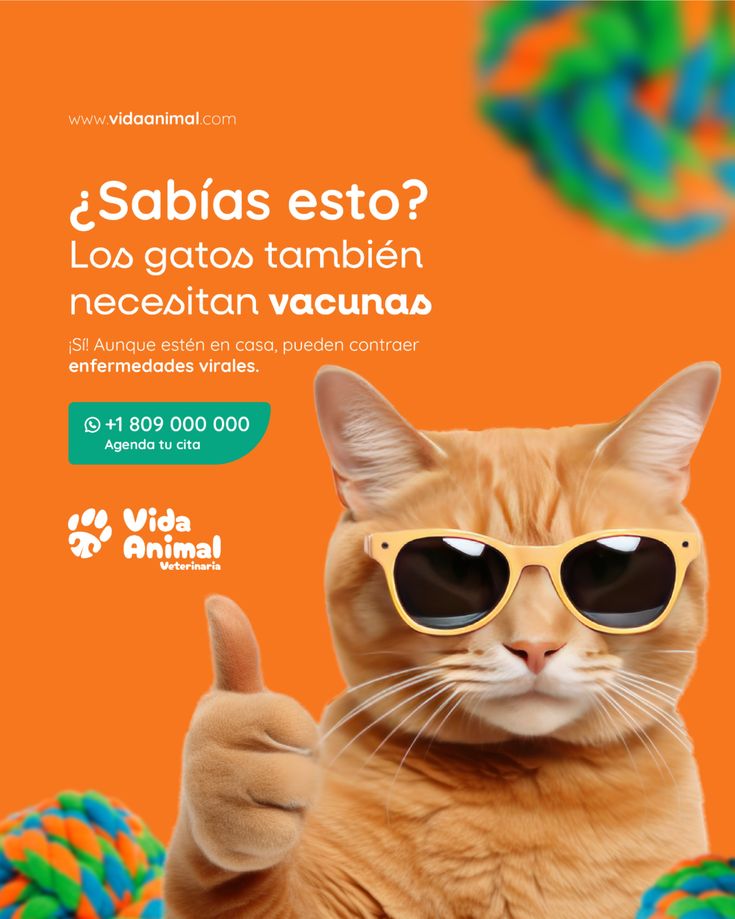 www.vidaanimal.com
¿Sabías esto?
Los gatos también
necesitan vacunas
¡Sí! Aunque estén en casa, pueden contraer
enfermedades virales.
+1 809 000 000
Agenda tu cita
Vida
Animal
Veterinaria